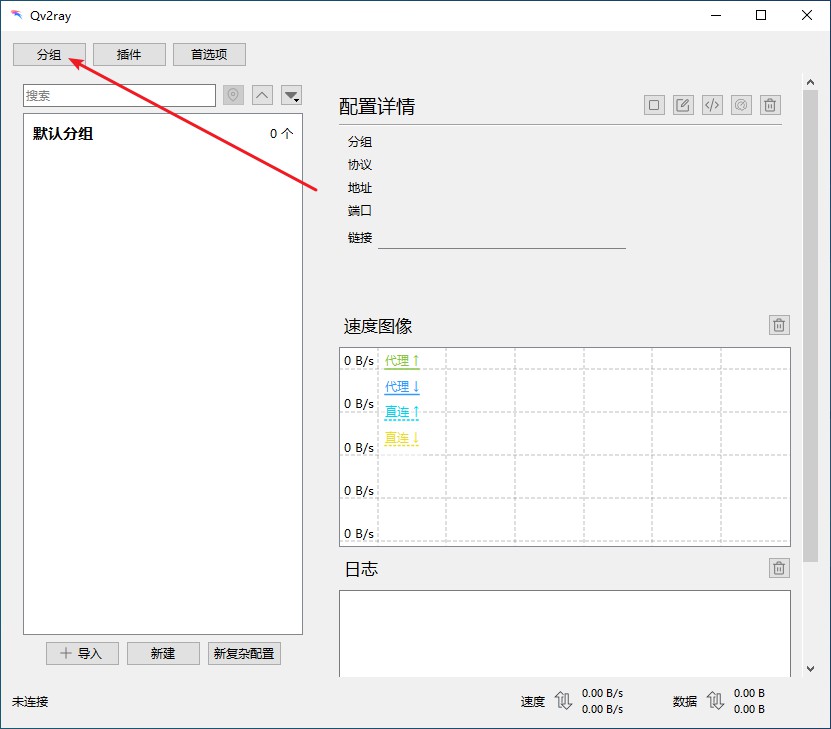 Qv2ray
分组 插件 首选项
搜索
默认分组 0 个
配置详情
分组
协议
地址
端口
链接
速度图像
0 B/s 代理 ↑
代理 ↓
0 B/s 直连 ↑
直连 ↓
0 B/s
0 B/s
0 B/s
日志
导入 新建 新复杂配置
未连接
速度 0.00 B/s
0.00 B/s
数据 0.00 B
0.00 B